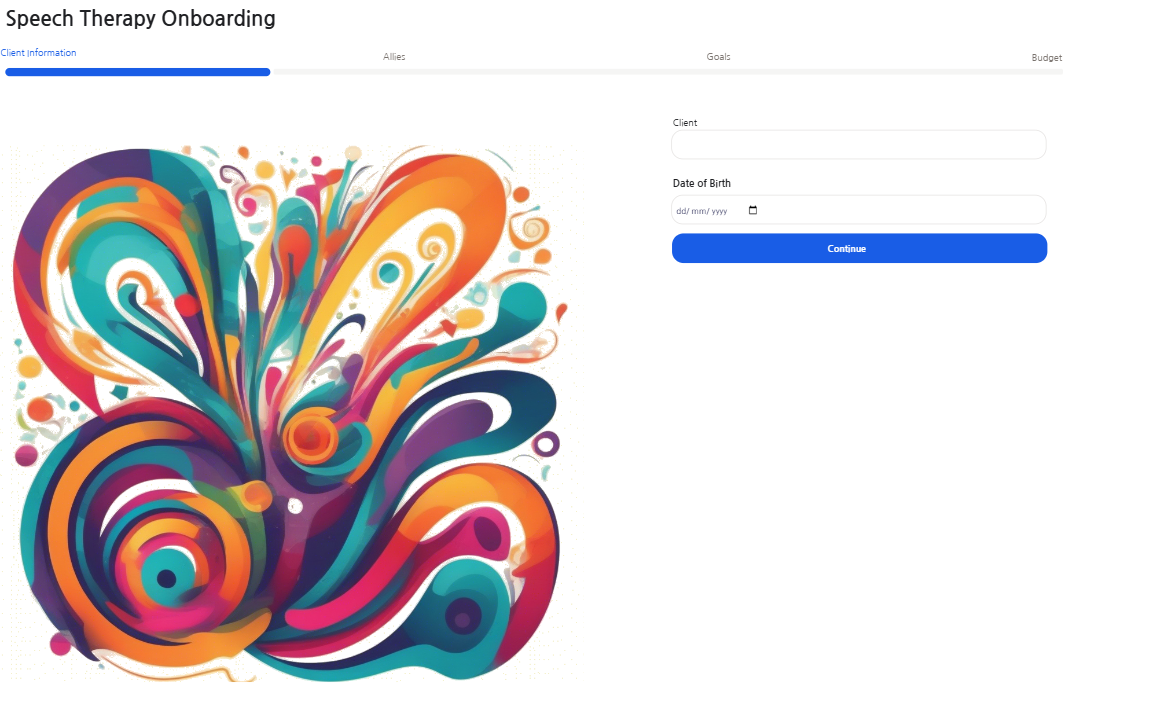 Speech Therapy Onboarding
Client Information
Allies
Goals
Budget
Client
Date of Birth
dd/ mm/ yyyy
Continue